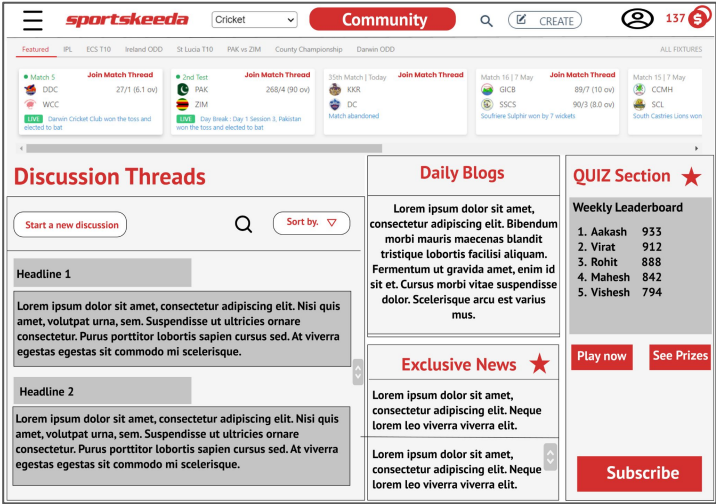 sportskeeda
Cricket
Community
CREATE
137
S
Featured IPL ECS T10 Ireland ODD St Lucia T10 PAK vs ZIM County Championship Darwin ODD ALL FIXTURES
Match 5 Join Match Thread
DDC 27/1 (6.1 ov)
WCC
LIVE Darwin Cricket Club won the toss and
elected to bat
2nd Test Join Match Thread
PAK 268/4 (90 ov)
ZIM
LIVE Day Break : Day 1 Session 3, Pakistan
won the toss and elected to bat
35th Match | Today Join Match Thread
KKR
DC
Match abandoned
Match 16 | 7 May Join Match Thread
GICB 89/7 (10 ov)
SSCS 90/3 (8.0 ov)
Soufriere Sulphir won by 7 wickets
Match 15 | 7 May
CCMH
SCL
South Castries Lions won
Discussion Threads
Start a new discussion
Sort by.
Headline 1
Lorem ipsum dolor sit amet, consectetur adipiscing elit. Nisi quis
amet, volutpat urna, sem. Suspendisse ut ultricies ornare
consectetur. Purus porttitor lobortis sapien cursus sed. At viverra
egestas egestas sit commodo mi scelerisque.
Headline 2
Lorem ipsum dolor sit amet, consectetur adipiscing elit. Nisi quis
amet, volutpat urna, sem. Suspendisse ut ultricies ornare
consectetur. Purus porttitor lobortis sapien cursus sed. At viverra
egestas egestas sit commodo mi scelerisque.
Daily Blogs
Lorem ipsum dolor sit amet,
consectetur adipiscing elit. Bibendum
morbi mauris maecenas blandit
tristique lobortis facilisi aliquam.
Fermentum ut gravida amet, enim id
sit et. Cursus morbi vitae suspendisse
dolor. Scelerisque arcu est varius
mus.
Exclusive News
Lorem ipsum dolor sit amet,
consectetur adipiscing elit. Neque
lorem leo viverra viverra elit.
Lorem ipsum dolor sit amet,
consectetur adipiscing elit. Neque
lorem leo viverra viverra elit.
QUIZ Section
Weekly Leaderboard
1. Aakash 933
2. Virat 912
3. Rohit 888
4. Mahesh 842
5. Vishesh 794
Play now
See Prizes
Subscribe